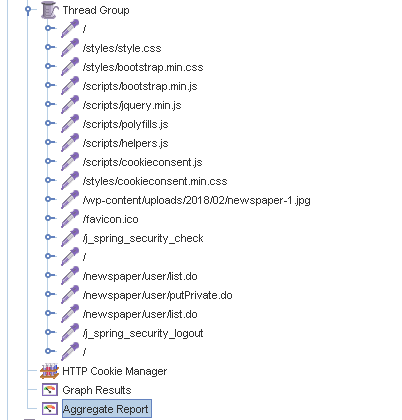 Thread Group
/
/styles/style.css
/styles/bootstrap.min.css
/scripts/bootstrap.min.js
/scripts/jquery.min.js
/scripts/polyfills.js
/scripts/helpers.js
/scripts/cookieconsent.js
/styles/cookieconsent.min.css
/wp-content/uploads/2018/02/newspaper-1.jpg
/favicon.ico
/j_spring_security_check
/
/newspaper/user/list.do
/newspaper/user/putPrivate.do
/newspaper/user/list.do
/j_spring_security_logout
/
HTTP Cookie Manager
Graph Results
Aggregate Report